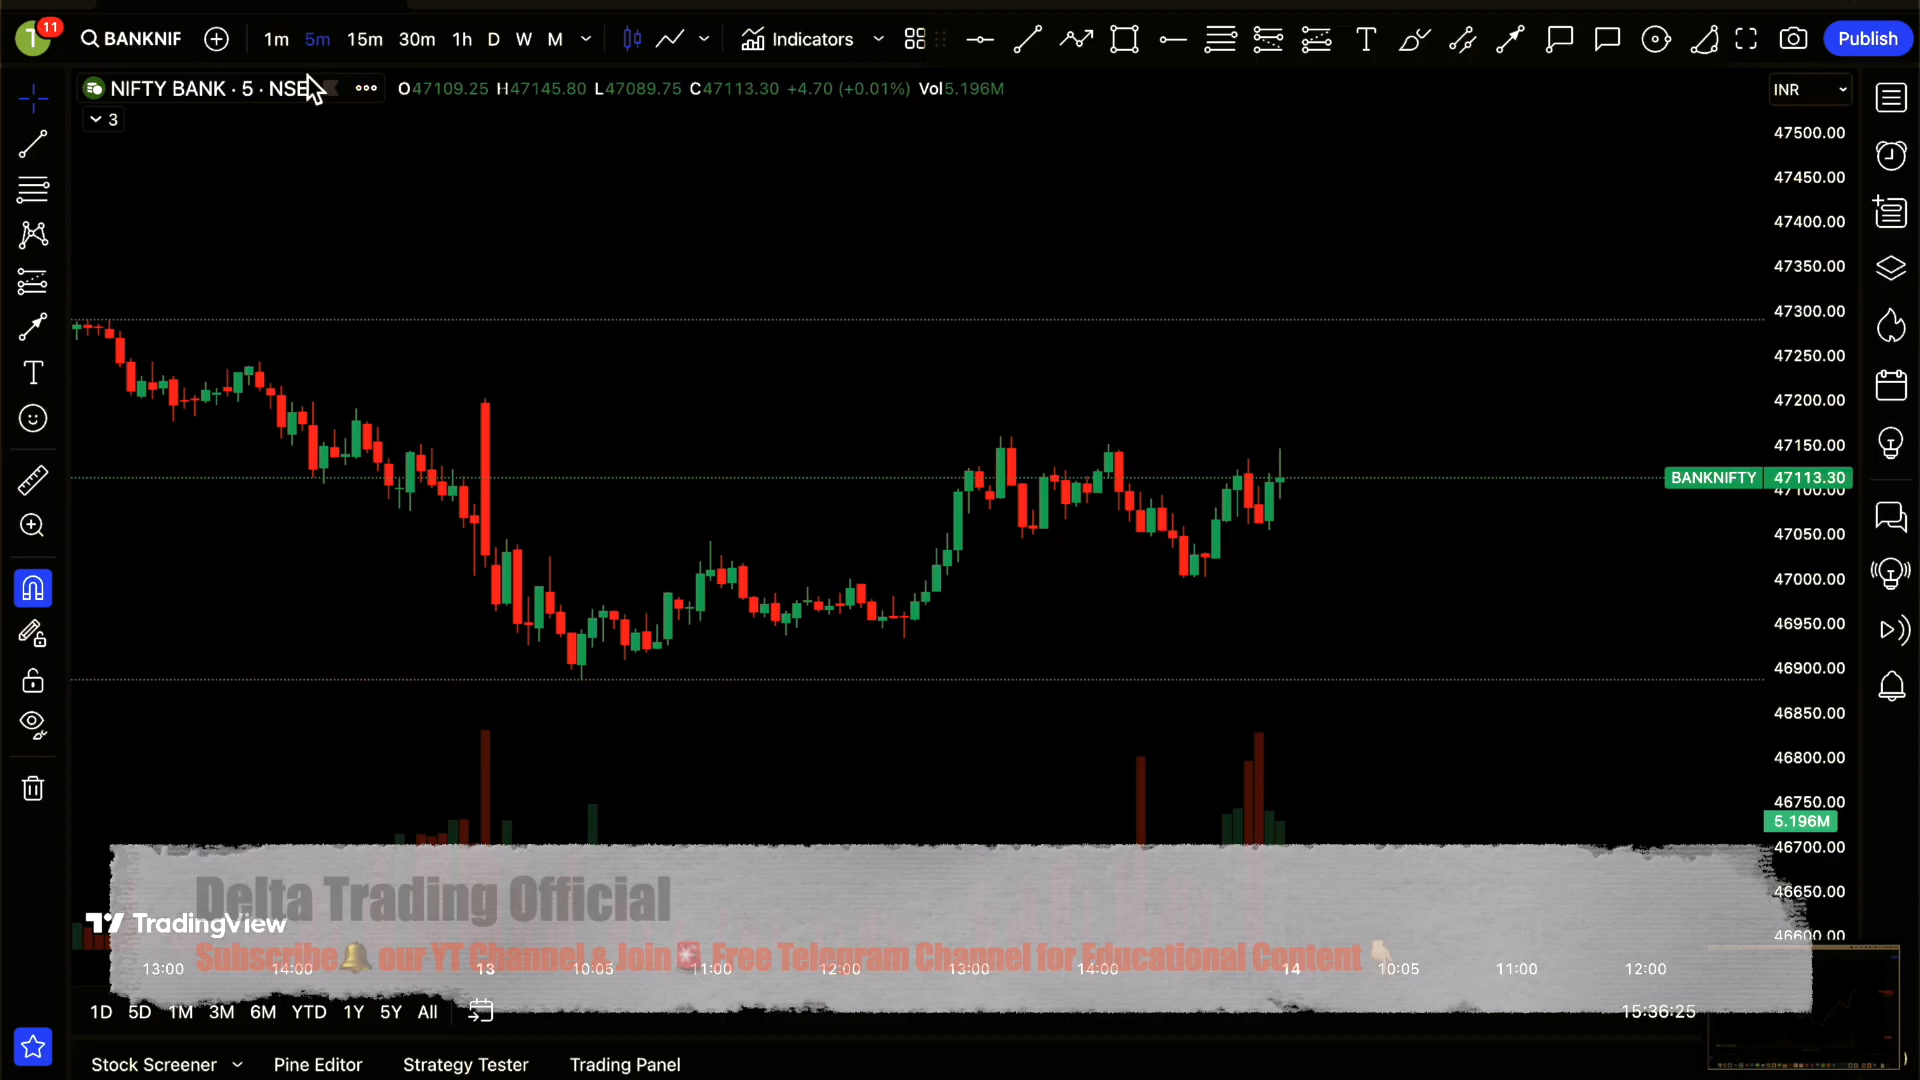 11
T BANKNIF 1m 5m 15m 30m 1h D W M Indicators T Publish
NIFTY BANK · 5 · NSE O47109.25 H47145.80 L47089.75 C47113.30 +4.70 (+0.01%) Vol5.196M INR
3
47500.00
47450.00
47400.00
47350.00
47300.00
47250.00
47200.00
47150.00
BANKNIFTY 47113.30
47100.00
47050.00
47000.00
46950.00
46900.00
46850.00
46800.00
46750.00
5.196M
46700.00
46650.00
46600.00
Delta Trading Official
TradingView
Subscribe🔔 our YT Channel & Join🚨 Free Telegram Channel for Educational Content 👇
13:00 14:00 13 10:05 11:00 12:00 13:00 14:00 14 10:05 11:00 12:00
1D 5D 1M 3M 6M YTD 1Y 5Y All 15:36:25
Stock Screener Pine Editor Strategy Tester Trading Panel